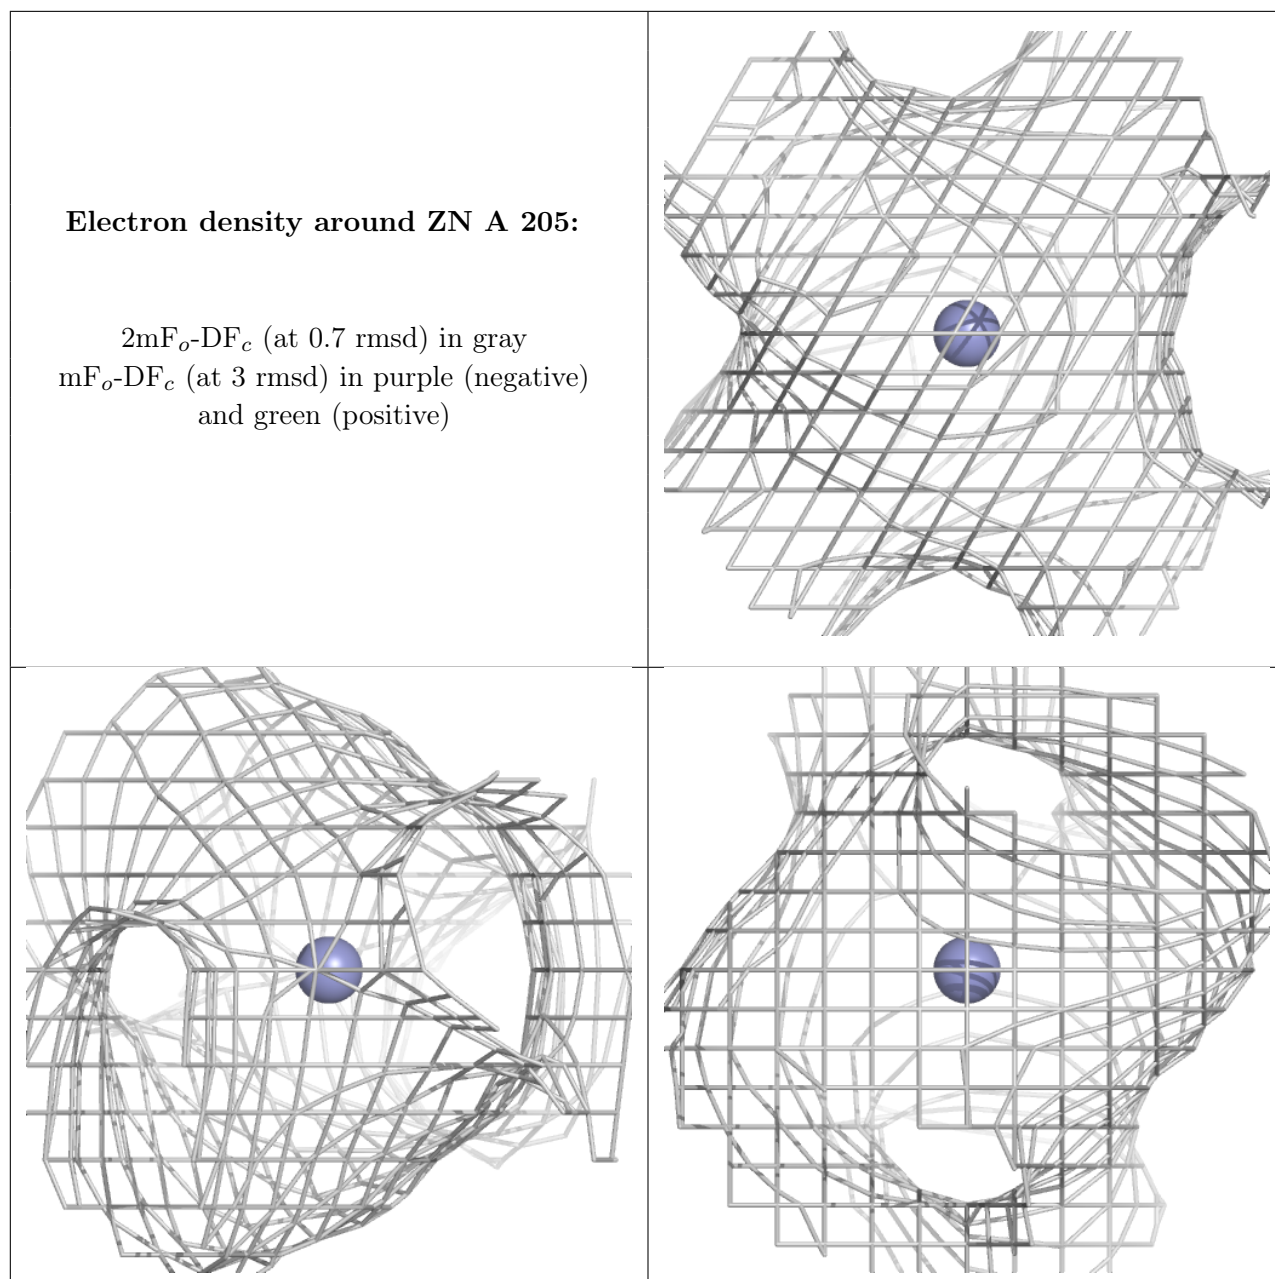 Electron density around ZN A 205:
2mFo-DFc (at 0.7 rmsd) in gray
mFo-DFc (at 3 rmsd) in purple (negative)
and green (positive)